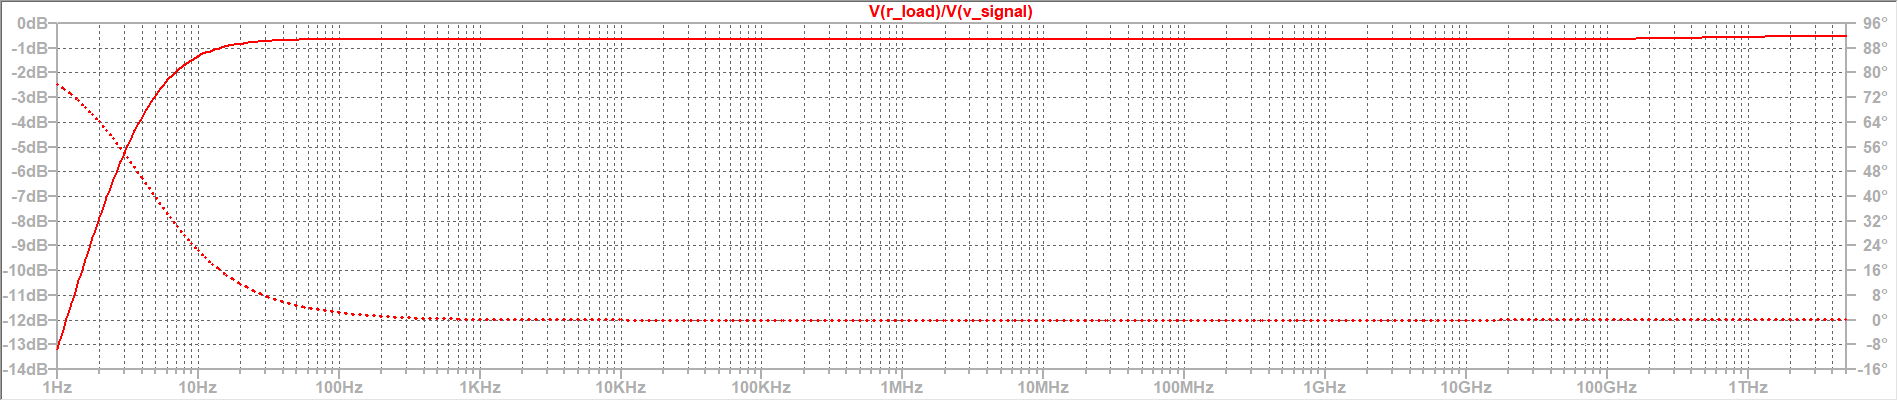 V(r_load)/V(v_signal)
0dB
-1dB
-2dB
-3dB
-4dB
-5dB
-6dB
-7dB
-8dB
-9dB
-10dB
-11dB
-12dB
-13dB
-14dB
96°
88°
80°
72°
64°
56°
48°
40°
32°
24°
16°
8°
0°
-8°
-16°
1Hz 10Hz 100Hz 1KHz 10KHz 100KHz 1MHz 10MHz 100MHz 1GHz 10GHz 100GHz 1THz